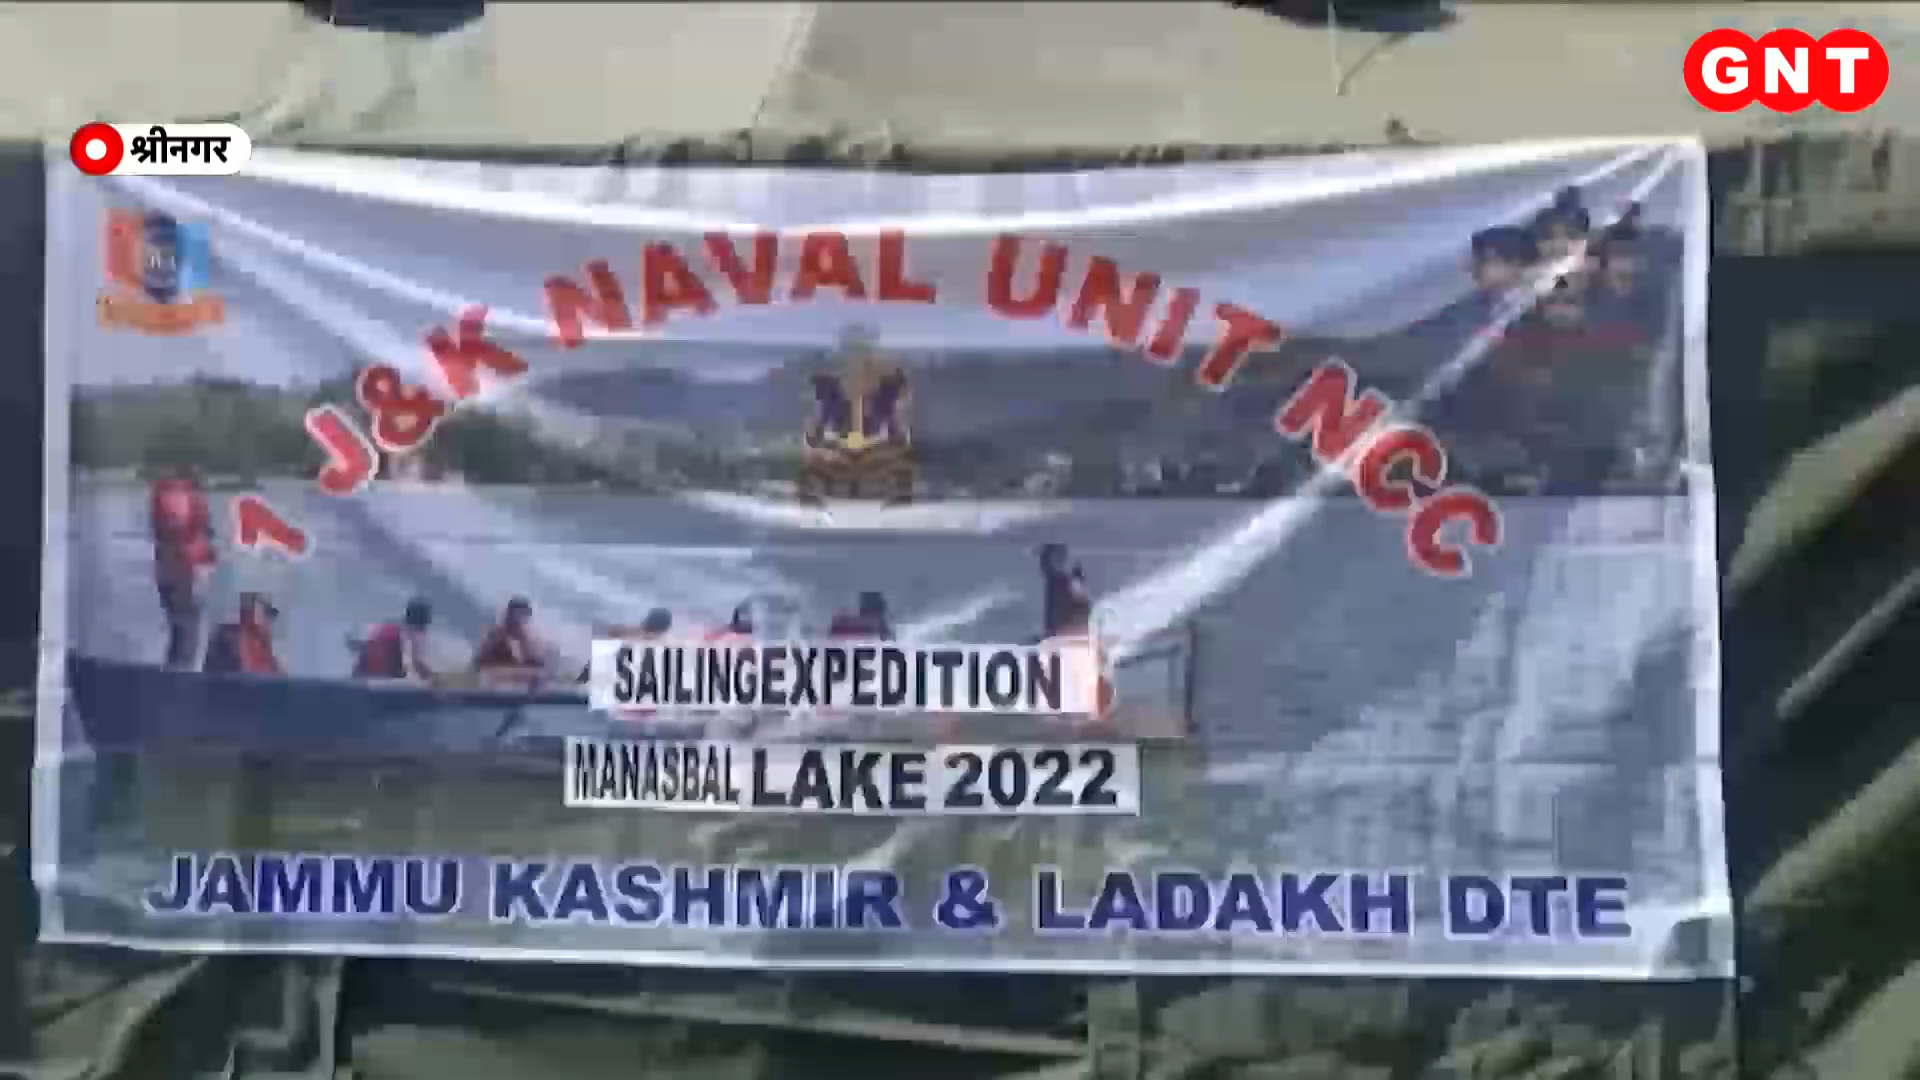 GNT
श्रीनगर
1 J&K NAVAL UNIT NCC
SAILINGEXPEDITION
MANASBAL LAKE 2022
JAMMU KASHMIR & LADAKH DTE